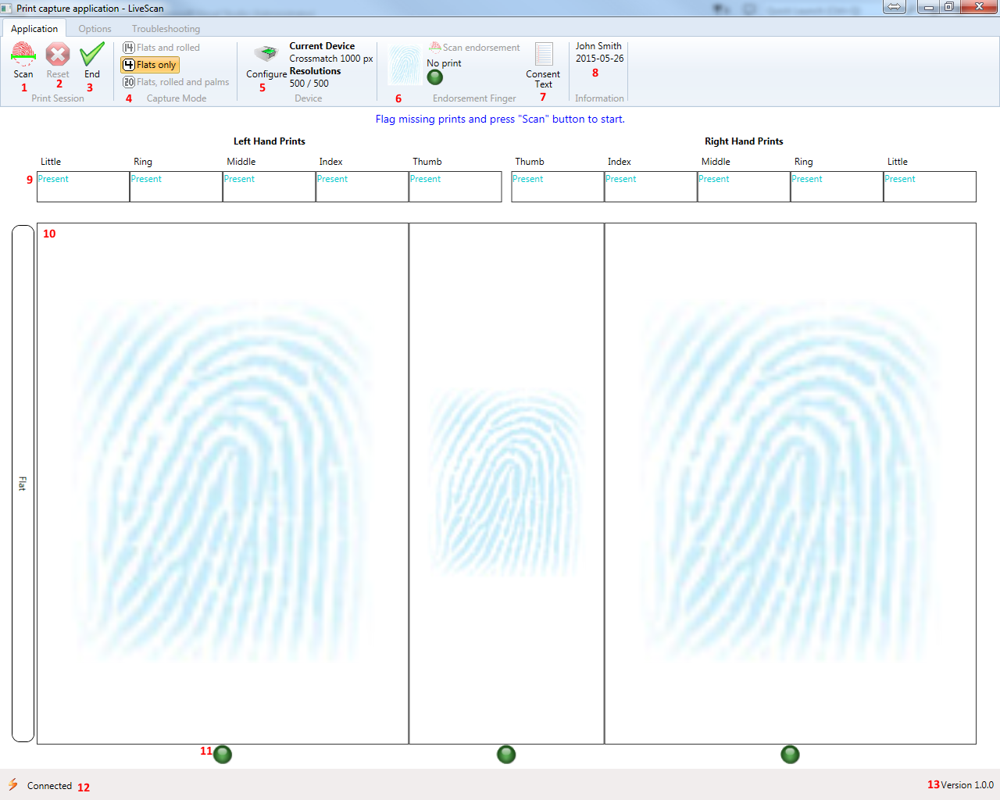 Print capture application - LiveScan
Application Options Troubleshooting
Scan
1
Reset
2
End
3
Print Session
14 Flats and rolled
4 Flats only
20 Flats, rolled and palms
4 Capture Mode
Configure
5
Current Device
Crossmatch 1000 px
Resolutions
500 / 500
Device
Scan endorsement
No print
6 Endorsement Finger
Consent
Text
7
John Smith
2015-05-26
8
Information
Flag missing prints and press "Scan" button to start.
Left Hand Prints Right Hand Prints
Little Ring Middle Index Thumb Thumb Index Middle Ring Little
9 Present Present Present Present Present Present Present Present Present Present
10
Flat
11
Connected 12
13 Version 1.0.0